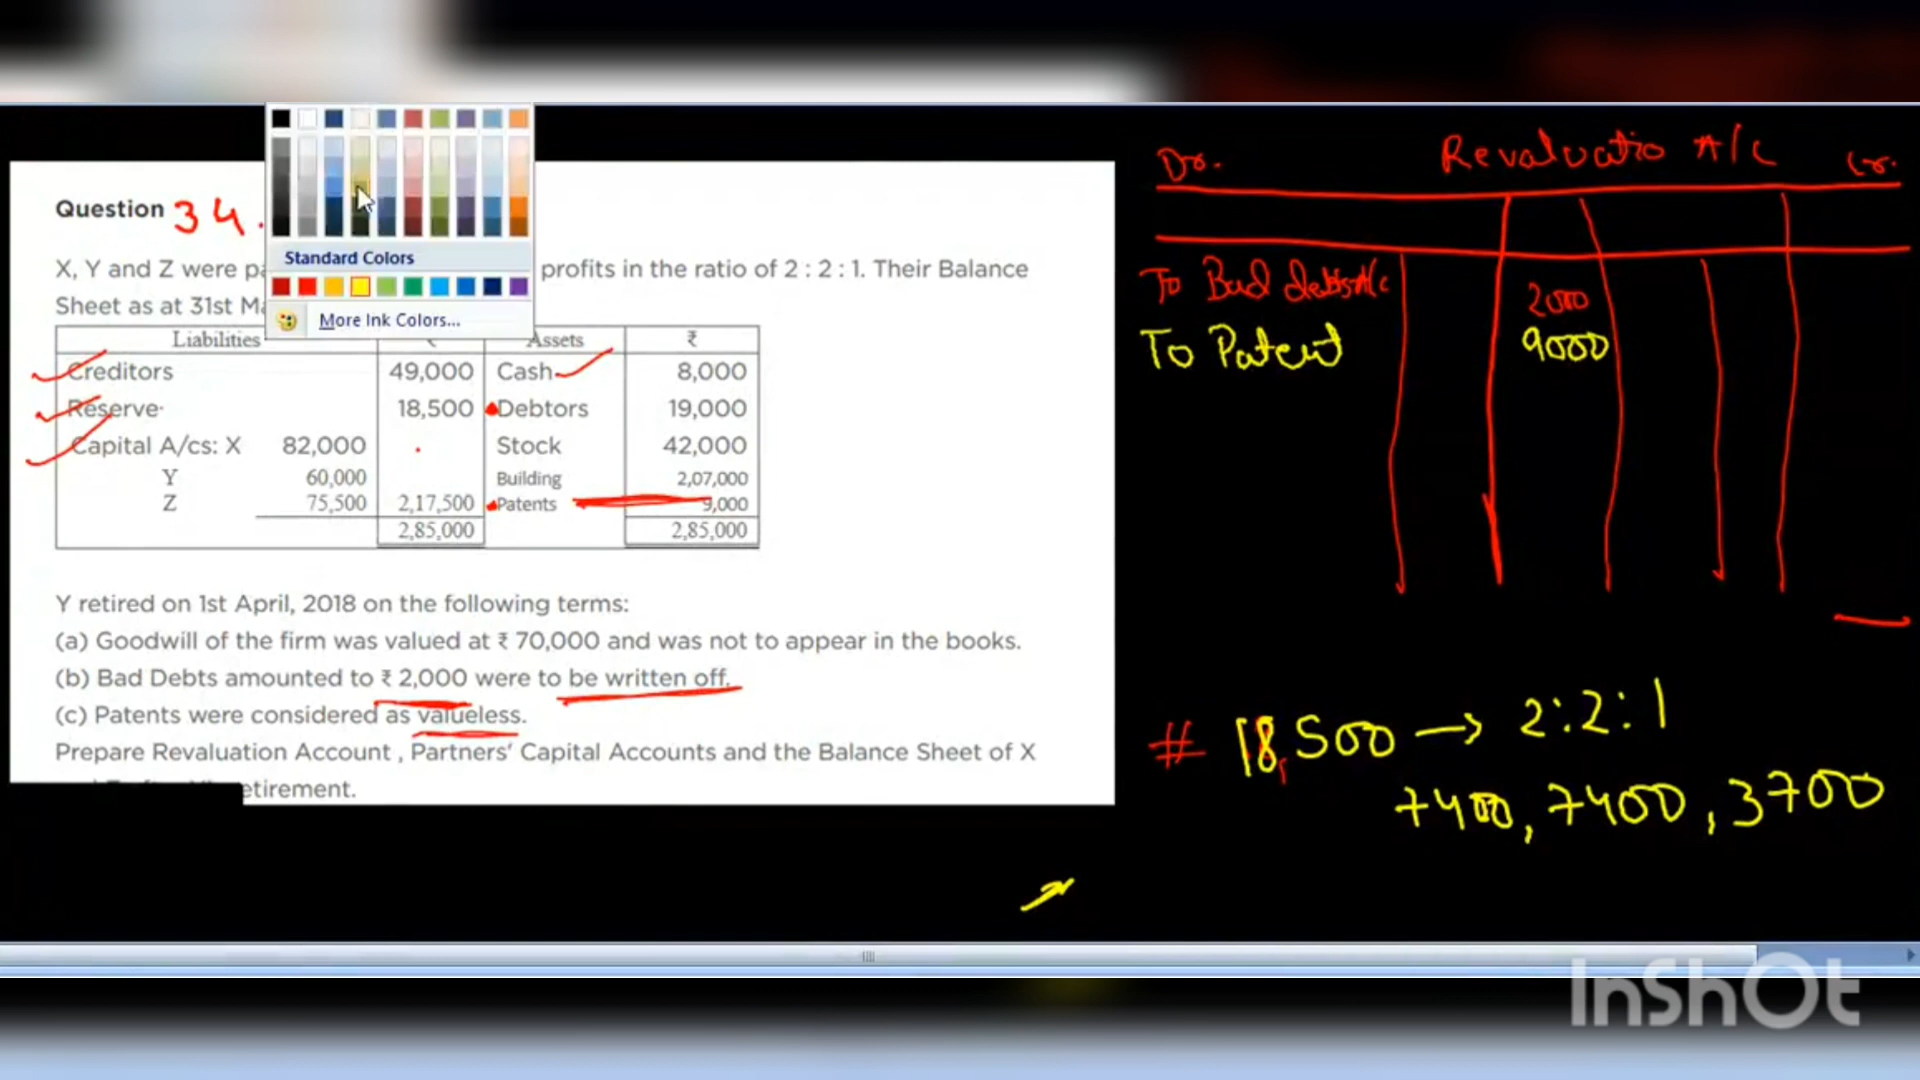 Question 34.
X, Y and Z were pa profits in the ratio of 2 : 2 : 1. Their Balance
Sheet as at 31st Ma
Standard Colors
More Ink Colors...
Liabilities Assets ₹
Creditors 49,000 Cash 8,000
Reserve 18,500 Debtors 19,000
Capital A/cs: X 82,000 Stock 42,000
Y 60,000 Building 2,07,000
Z 75,500 2,17,500 Patents 9,000
2,85,000 2,85,000
Y retired on 1st April, 2018 on the following terms:
(a) Goodwill of the firm was valued at ₹ 70,000 and was not to appear in the books.
(b) Bad Debts amounted to ₹ 2,000 were to be written off.
(c) Patents were considered as valueless.
Prepare Revaluation Account , Partners' Capital Accounts and the Balance Sheet of X
etirement.
Dr. Revaluatio A/c Cr.
To Bad debts A/c 2000
To Patent 9000
# 18,500 → 2:2:1
7400, 7400, 3700
InShOt